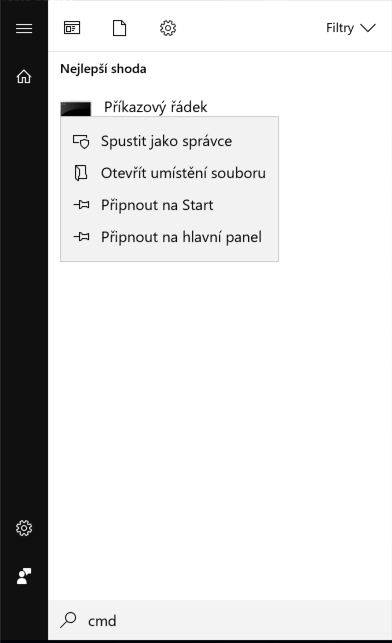 Filtry
Nejlepší shoda
Příkazový řádek
Spustit jako správce
Otevřít umístění souboru
Připnout na Start
Připnout na hlavní panel
cmd